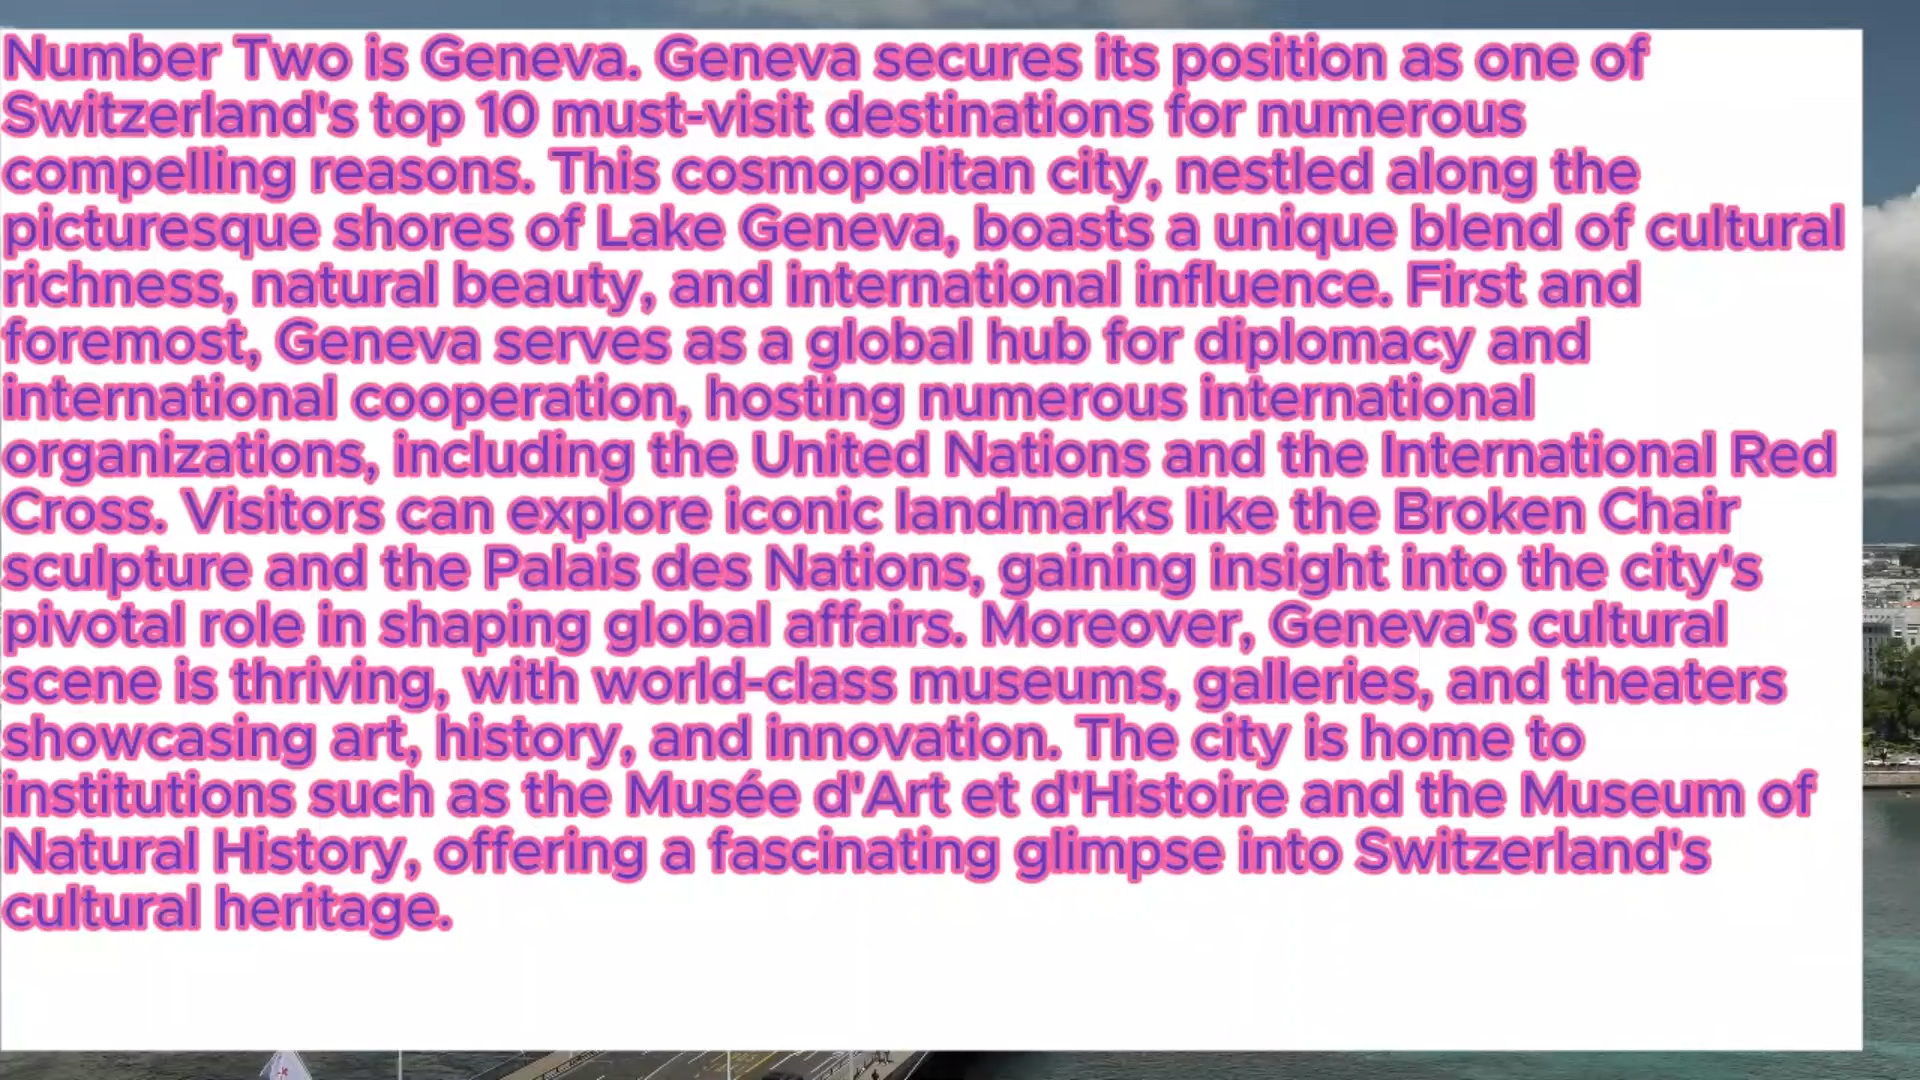 Number Two is Geneva. Geneva secures its position as one of
Switzerland's top 10 must-visit destinations for numerous
compelling reasons. This cosmopolitan city, nestled along the
picturesque shores of Lake Geneva, boasts a unique blend of cultural
richness, natural beauty, and international influence. First and
foremost, Geneva serves as a global hub for diplomacy and
international cooperation, hosting numerous international
organizations, including the United Nations and the International Red
Cross. Visitors can explore iconic landmarks like the Broken Chair
sculpture and the Palais des Nations, gaining insight into the city's
pivotal role in shaping global affairs. Moreover, Geneva's cultural
scene is thriving, with world-class museums, galleries, and theaters
showcasing art, history, and innovation. The city is home to
institutions such as the Musée d'Art et d'Histoire and the Museum of
Natural History, offering a fascinating glimpse into Switzerland's
cultural heritage.